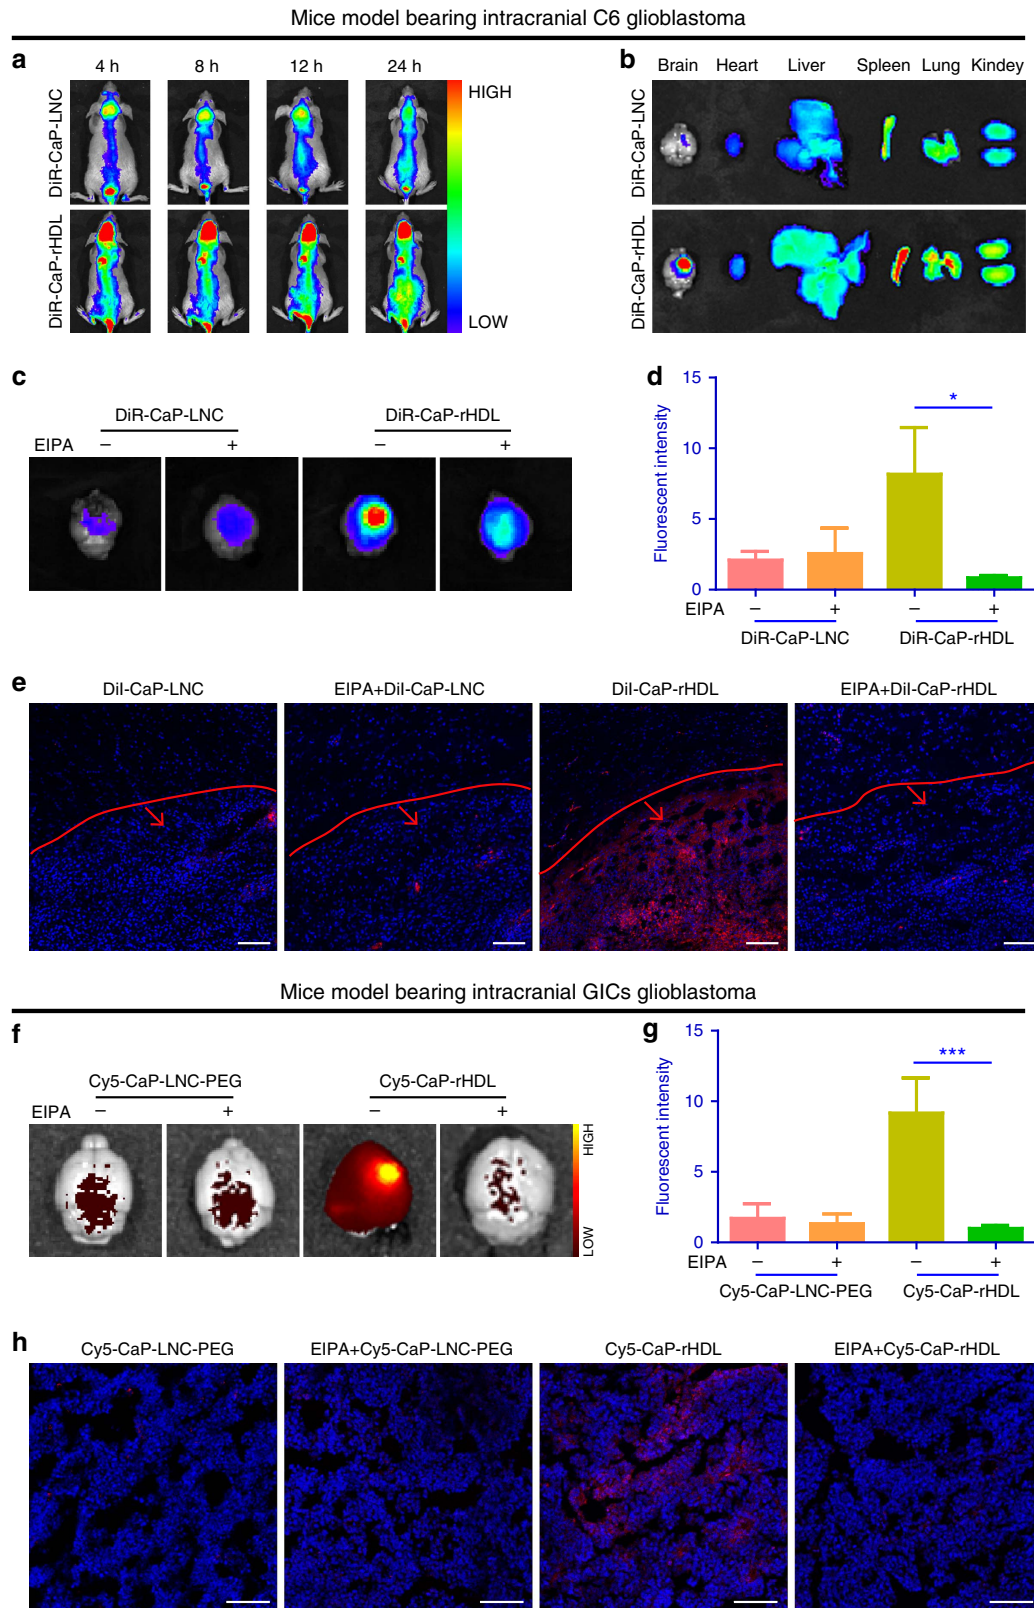 Mice model bearing intracranial C6 glioblastoma
a
4 h 8 h 12 h 24 h
DiR-CaP-LNC
DiR-CaP-rHDL
HIGH
LOW
b
Brain Heart Liver Spleen Lung Kindey
DiR-CaP-LNC
DiR-CaP-rHDL
c
DiR-CaP-LNC DiR-CaP-rHDL
EIPA – + – +
d
Fluorescent intensity
15
10
5
0
*
EIPA – + – +
DiR-CaP-LNC DiR-CaP-rHDL
e
DiI-CaP-LNC EIPA+DiI-CaP-LNC DiI-CaP-rHDL EIPA+DiI-CaP-rHDL
Mice model bearing intracranial GICs glioblastoma
f
Cy5-CaP-LNC-PEG Cy5-CaP-rHDL
EIPA – + – +
HIGH
LOW
g
Fluorescent intensity
15
10
5
0
***
EIPA – + – +
Cy5-CaP-LNC-PEG Cy5-CaP-rHDL
h
Cy5-CaP-LNC-PEG EIPA+Cy5-CaP-LNC-PEG Cy5-CaP-rHDL EIPA+Cy5-CaP-rHDL